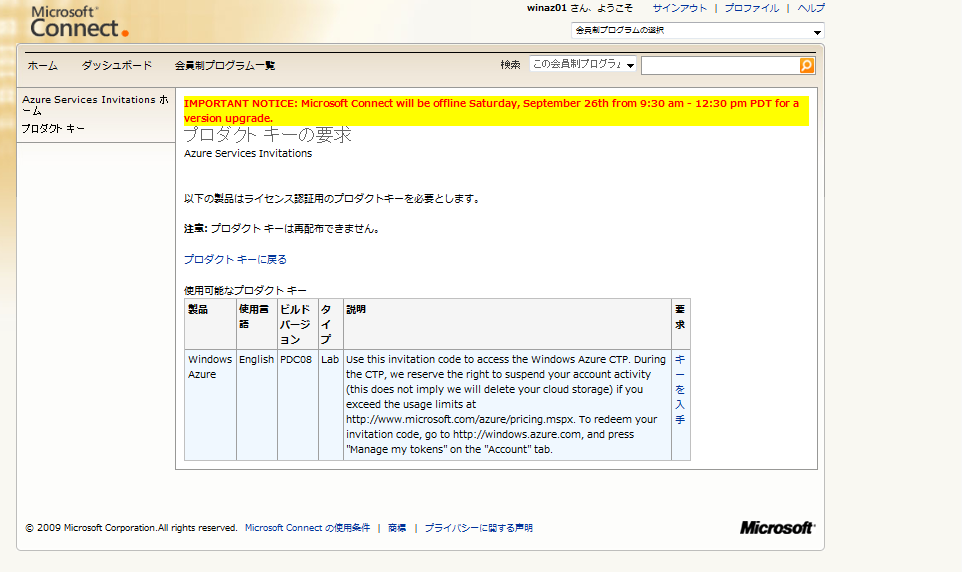 Microsoft®
Connect
winaz01 さん、ようこそ サインアウト | プロファイル | ヘルプ
会員制プログラムの選択
ホーム ダッシュボード 会員制プログラム一覧 検索 この会員制プログラム
Azure Services Invitations ホ
ーム
プロダクト キー
IMPORTANT NOTICE: Microsoft Connect will be offline Saturday, September 26th from 9:30 am - 12:30 pm PDT for a
version upgrade.
プロダクト キーの要求
Azure Services Invitations
以下の製品はライセンス認証用のプロダクトキーを必要とします。
注意: プロダクト キーは再配布できません。
プロダクト キーに戻る
使用可能なプロダクト キー
製品 使用言語 ビルド バージョン タイプ 説明 要求
Windows Azure English PDC08 Lab Use this invitation code to access the Windows Azure CTP. During
the CTP, we reserve the right to suspend your account activity
(this does not imply we will delete your cloud storage) if you
exceed the usage limits at
http://www.microsoft.com/azure/pricing.mspx. To redeem your
invitation code, go to http://windows.azure.com, and press
"Manage my tokens" on the "Account" tab.
キーを入手
© 2009 Microsoft Corporation.All rights reserved. Microsoft Connect の使用条件 | 商標 | プライバシーに関する声明
Microsoft®